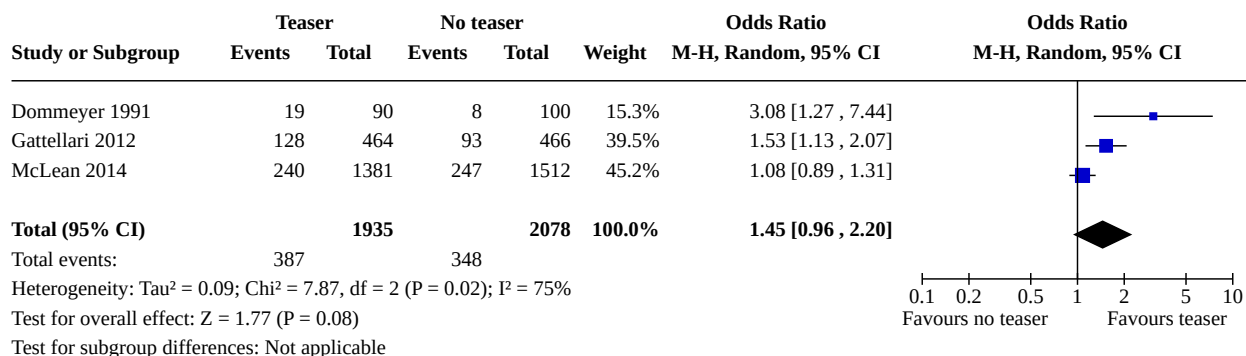 Teaser No teaser Odds Ratio Odds Ratio
Study or Subgroup Events Total Events Total Weight M-H, Random, 95% CI M-H, Random, 95% CI
Dommeyer 1991 19 90 8 100 15.3% 3.08 [1.27 , 7.44]
Gattellari 2012 128 464 93 466 39.5% 1.53 [1.13 , 2.07]
McLean 2014 240 1381 247 1512 45.2% 1.08 [0.89 , 1.31]
Total (95% CI) 1935 2078 100.0% 1.45 [0.96 , 2.20]
Total events: 387 348
Heterogeneity: Tau² = 0.09; Chi² = 7.87, df = 2 (P = 0.02); I² = 75%
0.1 0.2 0.5 1 2 5 10
Test for overall effect: Z = 1.77 (P = 0.08)
Favours no teaser Favours teaser
Test for subgroup differences: Not applicable